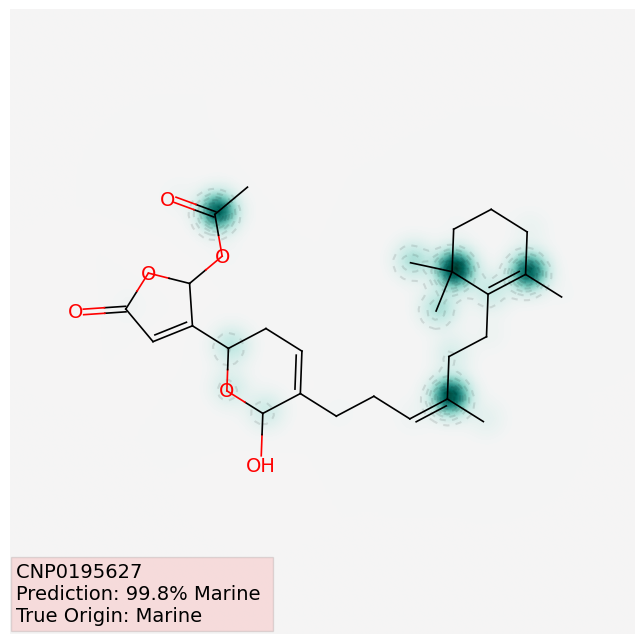 O
O
O
O
O
O
OH
CNP0195627
Prediction: 99.8% Marine
True Origin: Marine